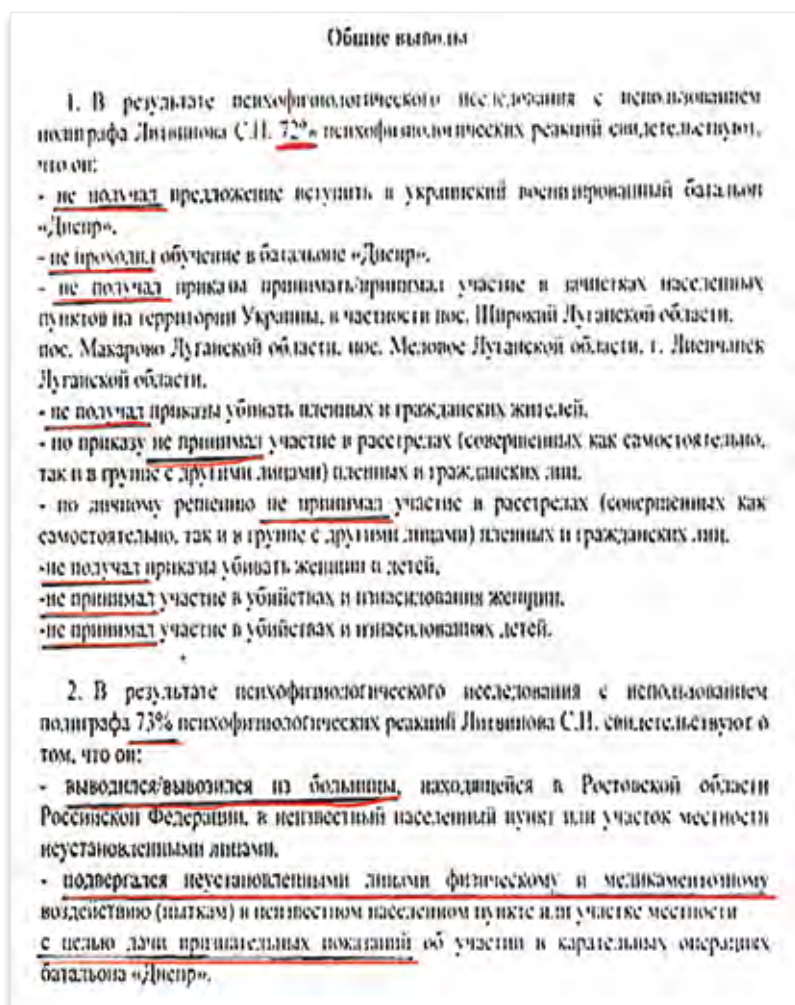 Общие выводы
1. В результате психофизиологического исследования с использованием
полиграфа Литвинова С.П. 72% психофизиологических реакций свидетельствуют,
что он:
- не получал предложение вступить в украинский военизированный батальон
«Днепр».
- не проходил обучение в батальоне «Днепр».
- не получал приказы принимать/принимал участие в зачистках населенных
пунктов на территории Украины, в частности пос. Широкий Луганской области,
пос. Макарово Луганской области, пос. Меловое Луганской области, г. Лисичанск
Луганской области.
- не получал приказы убивать пленных и гражданских жителей.
- по приказу не принимал участие в расстрелах (совершенных как самостоятельно,
так и в группе с другими лицами) пленных и гражданских лиц.
- по личному решению не принимал участие в расстрелах (совершенных как
самостоятельно, так и в группе с другими лицами) пленных и гражданских лиц.
-не получал приказы убивать женщин и детей.
-не принимал участие в убийствах и изнасилования женщин.
-не принимал участие в убийствах и изнасилованиях детей.
2. В результате психофизиологического исследования с использованием
полиграфа 73% психофизиологических реакций Литвинова С.П. свидетельствуют о
том, что он:
- выводился/вывозился из больницы, находящейся в Ростовской области
Российской Федерации, в неизвестный населенный пункт или участок местности
неустановленными лицами.
- подвергался неустановленными лицами физическому и медикаментозному
воздействию (пыткам) в неизвестном населенном пункте или участке местности
с целью дачи признательных показаний об участии в карательных операциях
батальона «Днепр».